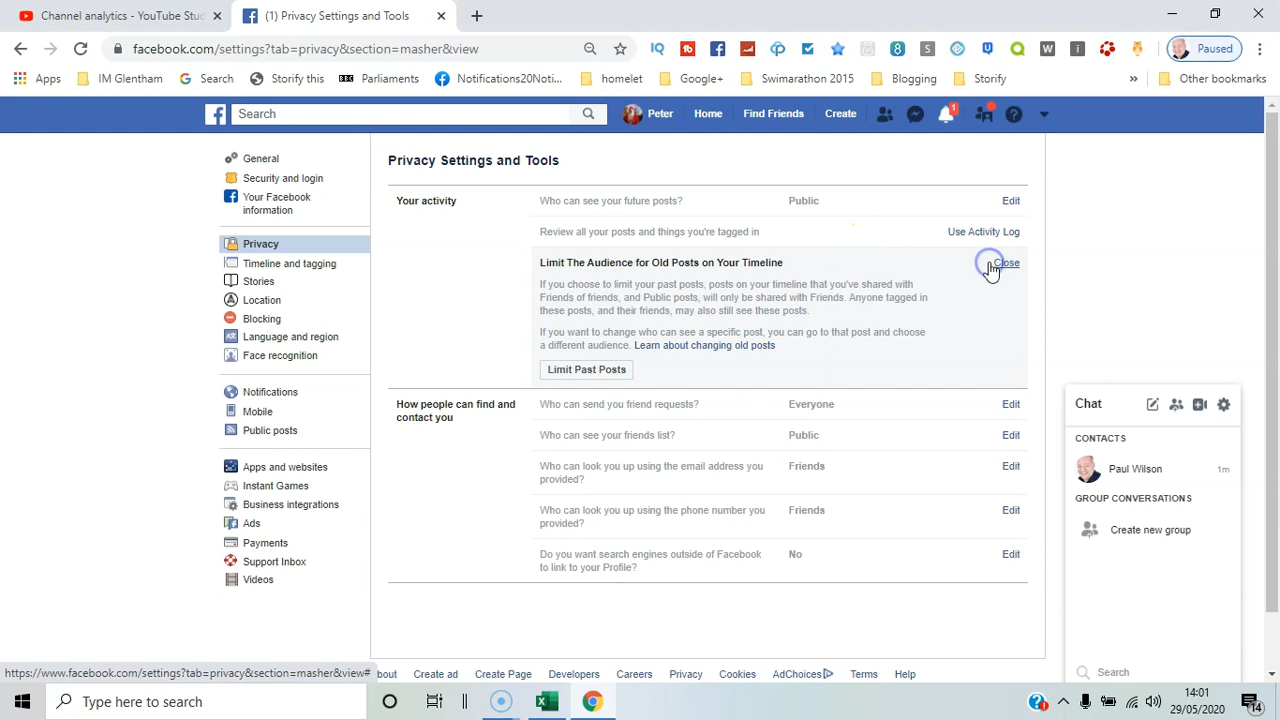 Channel analytics - YouTube Stud
(1) Privacy Settings and Tools
facebook.com/settings?tab=privacy&section=masher&view
Paused
Apps
IM Glentham
Search
Storify this
Parliaments
Notifications20Noti...
homelet
Google+
Swimarathon 2015
Blogging
Storify
Other bookmarks
Search
Peter
Home
Find Friends
Create
1
General
Security and login
Your Facebook
information
Privacy
Timeline and tagging
Stories
Location
Blocking
Language and region
Face recognition
Notifications
Mobile
Public posts
Apps and websites
Instant Games
Business integrations
Ads
Payments
Support Inbox
Videos
Privacy Settings and Tools
Your activity
Who can see your future posts? Public Edit
Review all your posts and things you're tagged in Use Activity Log
Limit The Audience for Old Posts on Your Timeline Close
If you choose to limit your past posts, posts on your timeline that you've shared with
Friends of friends, and Public posts, will only be shared with Friends. Anyone tagged in
these posts, and their friends, may also still see these posts.
If you want to change who can see a specific post, you can go to that post and choose
a different audience. Learn about changing old posts
Limit Past Posts
How people can find and
contact you
Who can send you friend requests? Everyone Edit
Who can see your friends list? Public Edit
Who can look you up using the email address you
provided? Friends Edit
Who can look you up using the phone number you
provided? Friends Edit
Do you want search engines outside of Facebook
to link to your Profile? No Edit
Chat
CONTACTS
Paul Wilson 1m
GROUP CONVERSATIONS
Create new group
Search
https://www.facebook.com/settings?tab=privacy&section=masher&view#
bout
Create ad
Create Page
Developers
Careers
Privacy
Cookies
AdChoices
Terms
Help
Type here to search
14:01
29/05/2020
14